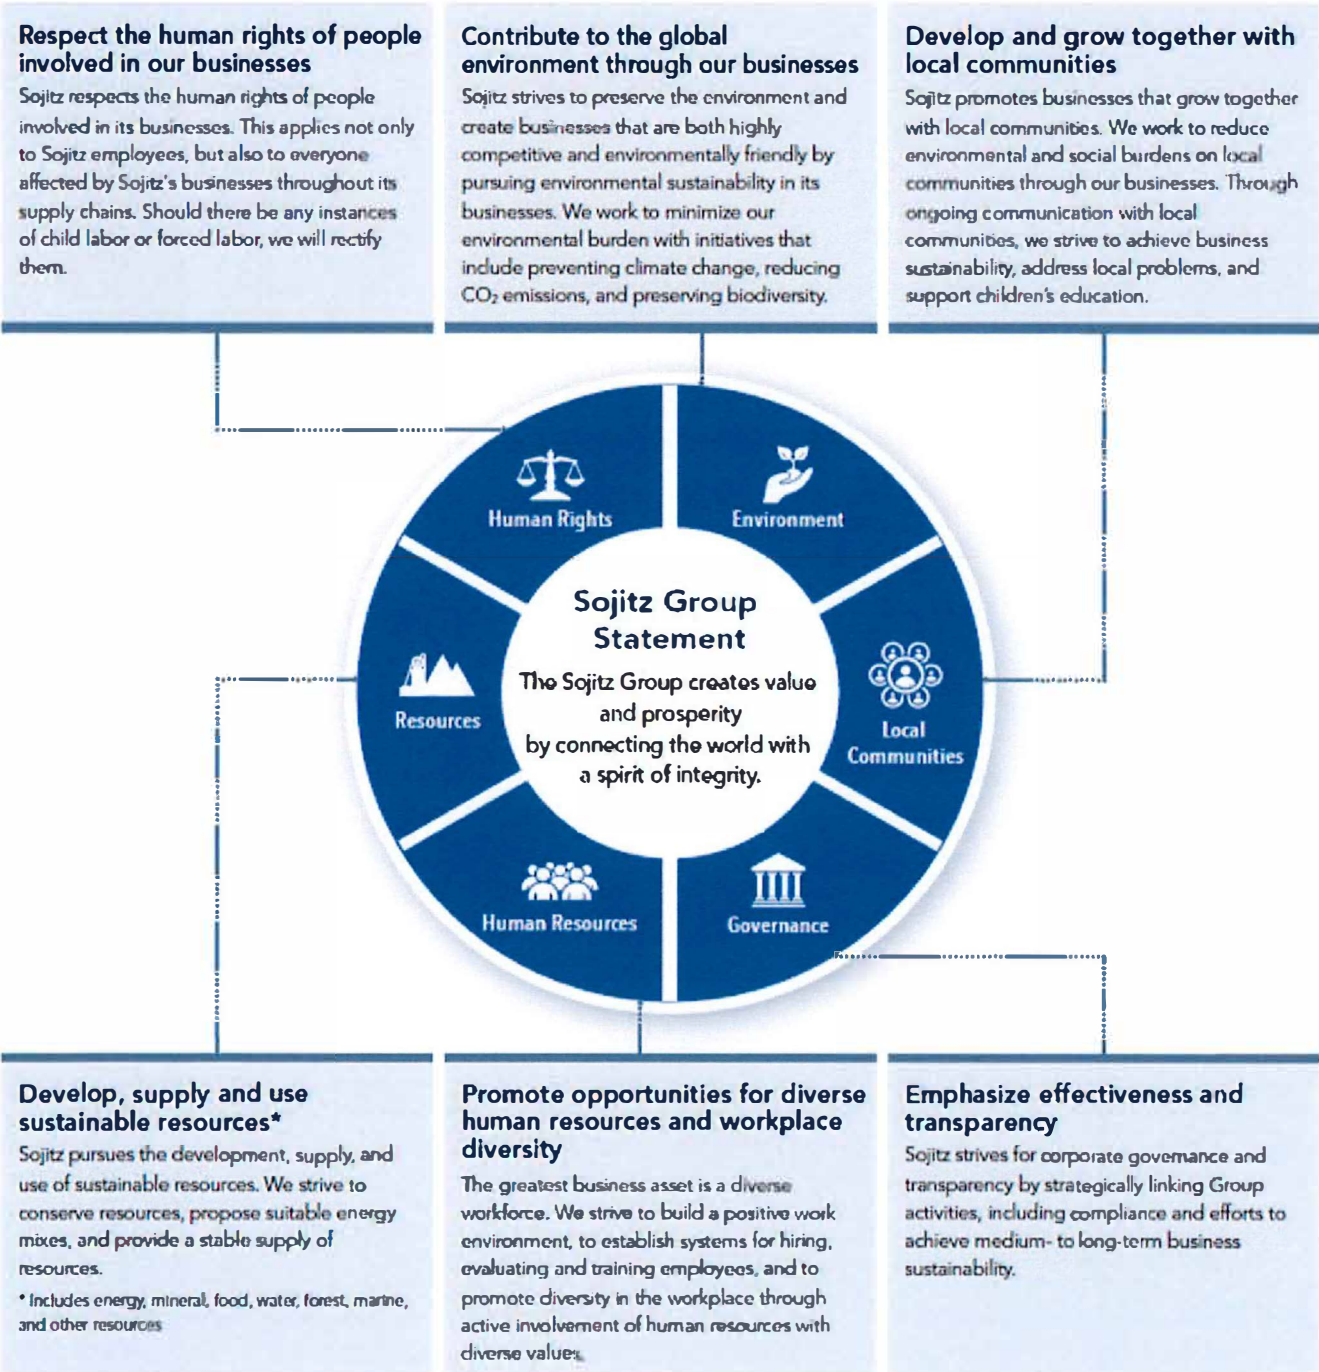 Respect the human rights of people
involved in our businesses
Sojitz respects the human rights of people
involved in its businesses. This applies not only
to Sojitz employees, but also to everyone
affected by Sojitz's businesses throughout its
supply chains. Should there be any instances
of child labor or forced labor, we will rectify
them.
Contribute to the global
environment through our businesses
Sojitz strives to preserve the environment and
create businesses that are both highly
competitive and environmentally friendly by
pursuing environmental sustainability in its
businesses. We work to minimize our
environmental burden with initiatives that
include preventing climate change, reducing
CO₂ emissions, and preserving biodiversity.
Develop and grow together with
local communities
Sojitz promotes businesses that grow together
with local communities. We work to reduce
environmental and social burdens on local
communities through our businesses. Through
ongoing communication with local
communities, we strive to achieve business
sustainability, address local problems, and
support children's education.
Human Rights
Environment
Sojitz Group
Statement
The Sojitz Group creates value
and prosperity
by connecting the world with
a spirit of integrity.
Resources
Local
Communities
Human Resources
Governance
Develop, supply and use
sustainable resources*
Sojitz pursues the development, supply, and
use of sustainable resources. We strive to
conserve resources, propose suitable energy
mixes, and provide a stable supply of
resources.
* Includes energy, mineral, food, water, forest, marine,
and other resources
Promote opportunities for diverse
human resources and workplace
diversity
The greatest business asset is a diverse
workforce. We strive to build a positive work
environment, to establish systems for hiring,
evaluating and training employees, and to
promote diversity in the workplace through
active involvement of human resources with
diverse values.
Emphasize effectiveness and
transparency
Sojitz strives for corporate governance and
transparency by strategically linking Group
activities, including compliance and efforts to
achieve medium- to long-term business
sustainability.